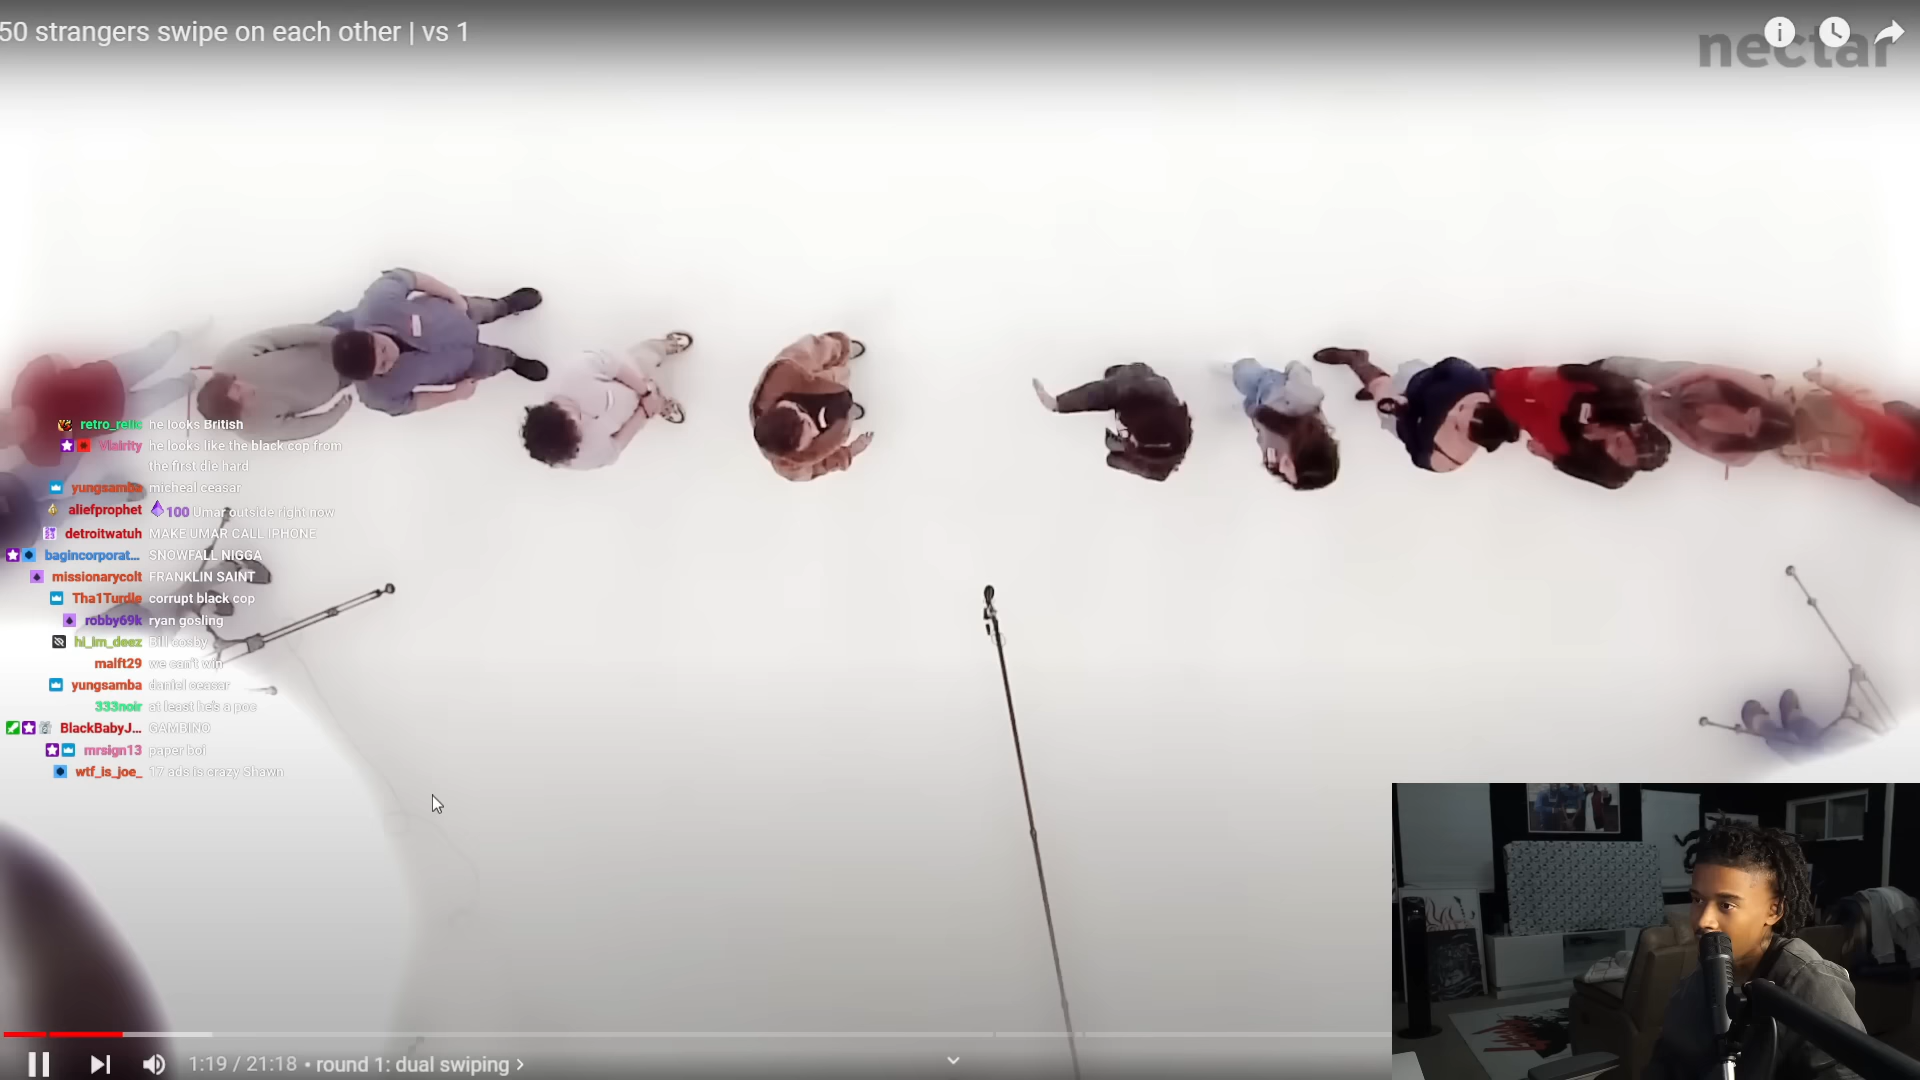 50 strangers swipe on each other | vs 1
nectar
retro_relic he looks British
Vlairity he looks like the black cop from
the first die hard
yungsamba micheal ceasar
aliefprophet 100 Umar outside right now
detroitwatuh MAKE UMAR CALL IPHONE
bagincorporat... SNOWFALL NIGGA
missionarycolt FRANKLIN SAINT
Tha1Turdle corrupt black cop
robby69k ryan gosling
hi_im_deez Bill cosby
malft29 we can't win
yungsamba daniel ceasar
333noir at least he's a poc
BlackBabyJ... GAMBINO
mrsign13 paper boi
wtf_is_joe_ 17 ads is crazy Shawn
1:19 / 21:18 • round 1: dual swiping >